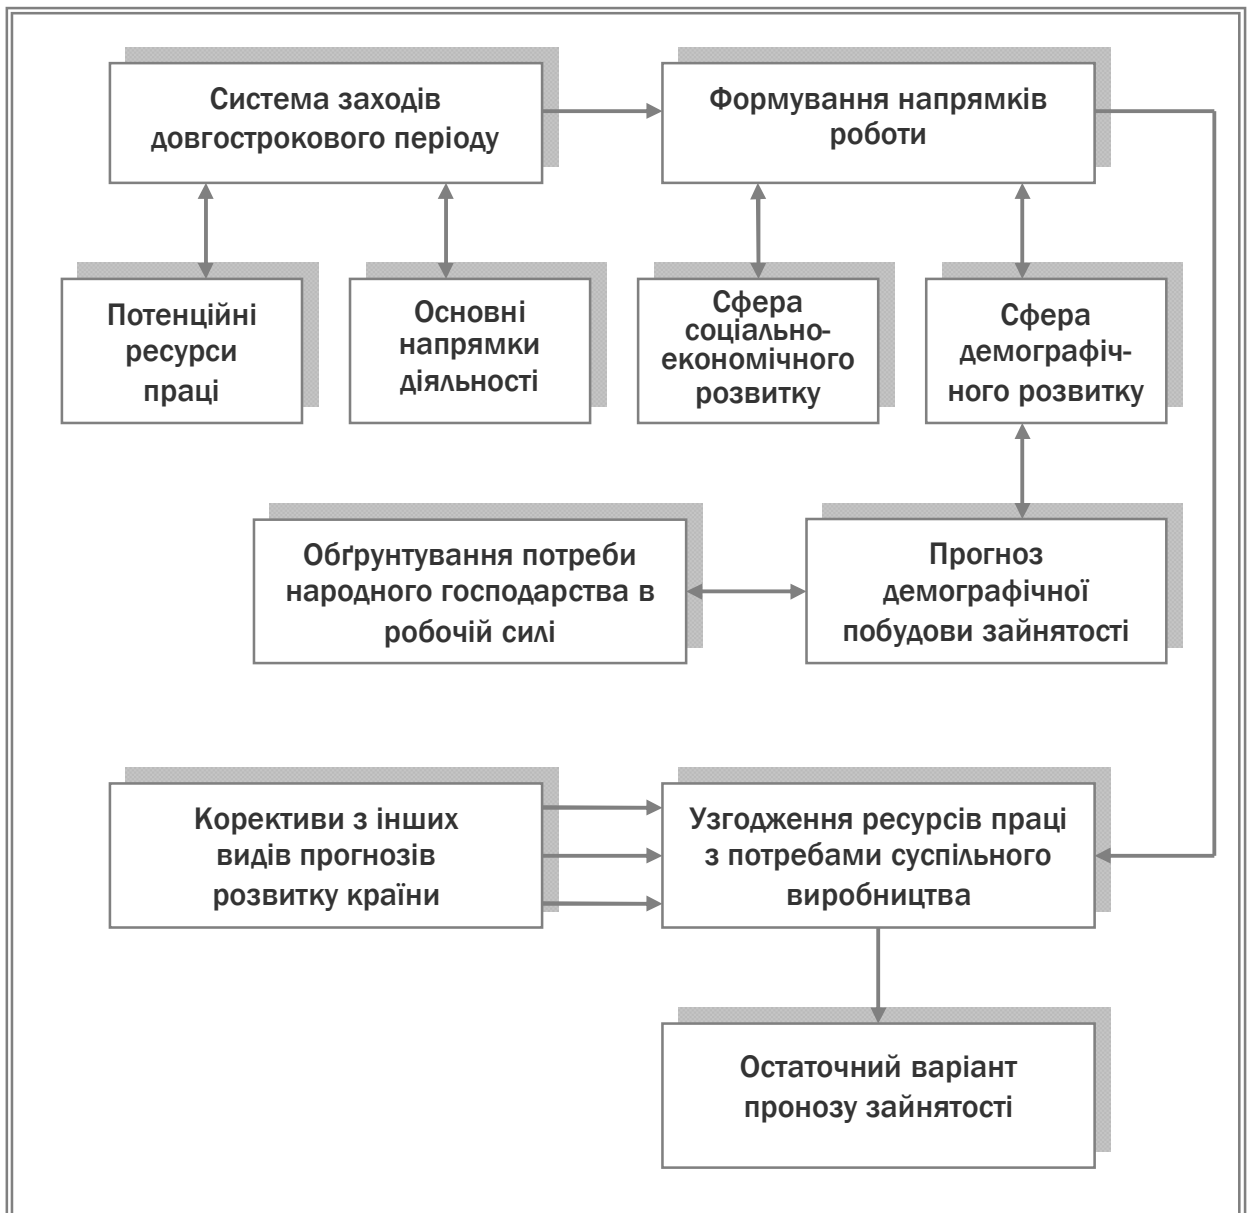 Система заходів
довгострокового періоду
Формування напрямків
роботи
Потенційні
ресурси
праці
Основні
напрямки
діяльності
Сфера
соціально-
економічного
розвитку
Сфера
демографіч-
ного розвитку
Обґрунтування потреби
народного господарства в
робочій силі
Прогноз
демографічної
побудови зайнятості
Корективи з інших
видів прогнозів
розвитку країни
Узгодження ресурсів праці
з потребами суспільного
виробництва
Остаточний варіант
пронозу зайнятості